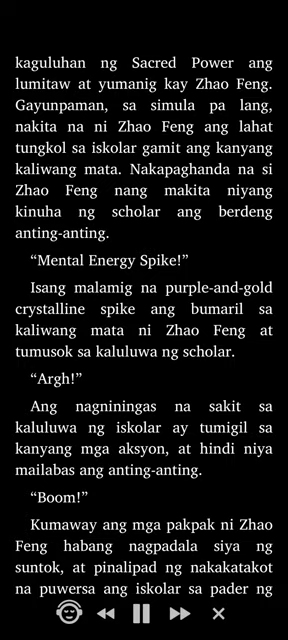 kaguluhan ng Sacred Power ang
lumitaw at yumanig kay Zhao Feng.
Gayunpaman, sa simula pa lang,
nakita na ni Zhao Feng ang lahat
tungkol sa iskolar gamit ang kanyang
kaliwang mata. Nakapaghanda na si
Zhao Feng nang makita niyang
kinuha ng scholar ang berdeng
anting-anting.
“Mental Energy Spike!”
Isang malamig na purple-and-gold
crystalline spike ang bumaril sa
kaliwang mata ni Zhao Feng at
tumusok sa kaluluwa ng scholar.
“Argh!”
Ang nagniningas na sakit sa
kaluluwa ng iskolar ay tumigil sa
kanyang mga aksyon, at hindi niya
mailabas ang anting-anting.
“Boom!”
Kumaway ang mga pakpak ni Zhao
Feng habang nagpadala siya ng
suntok, at pinalipad ng nakakatakot
na puwersa ang iskolar sa pader ng